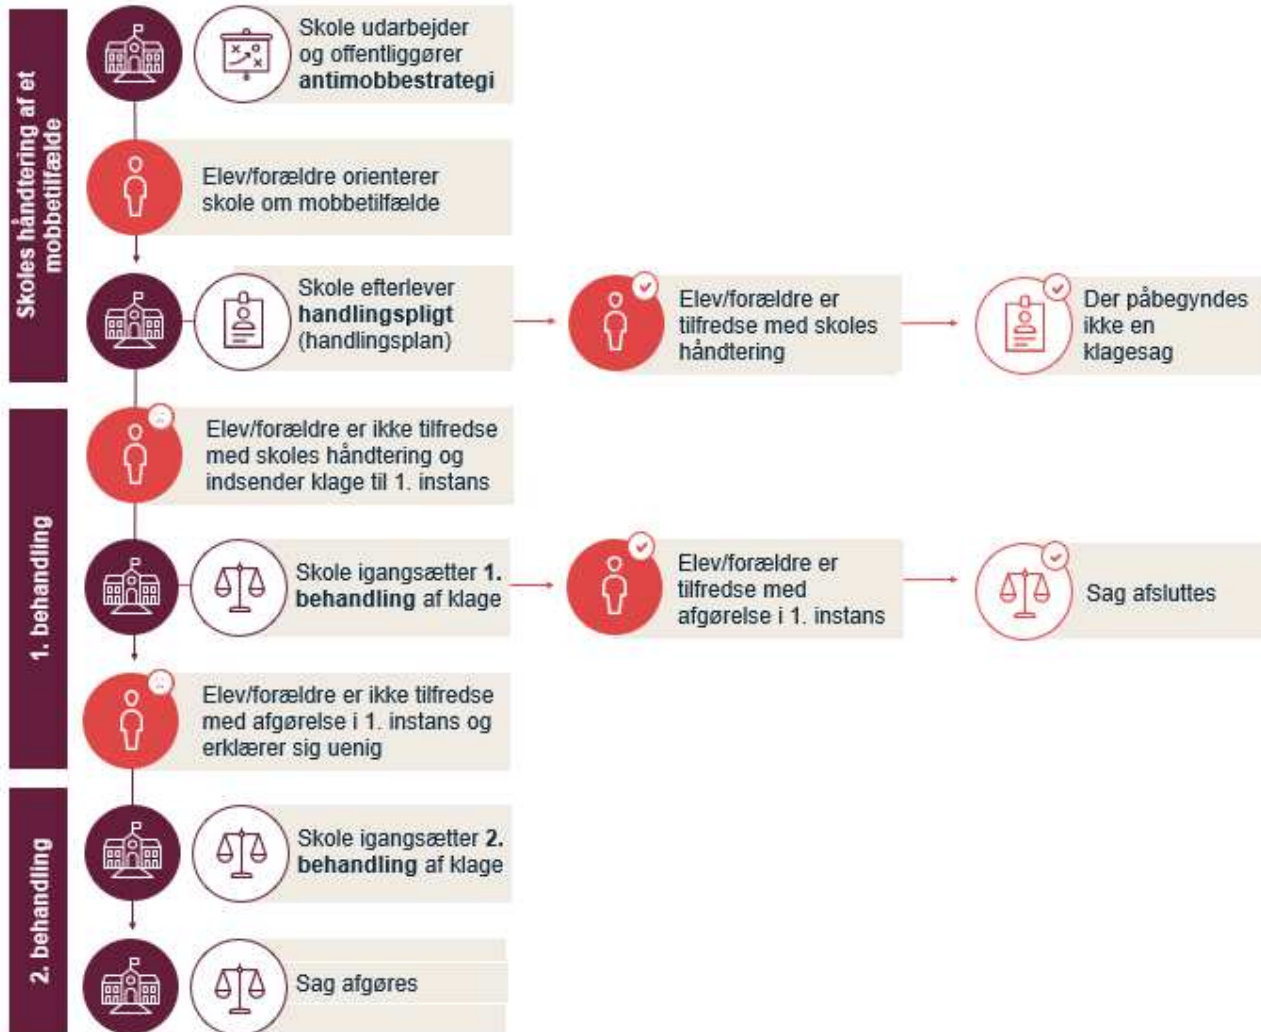 Skoles håndtering af et
mobbetilfælde
Skole udarbejder
og offentliggører
antimobbestrategi
Elev/forældre orienterer
skole om mobbetilfælde
Skole efterlever
handlingspligt
(handlingsplan)
Elev/forældre er
tilfredse med skoles
håndtering
Der påbegyndes
ikke en
klagesag
1. behandling
Elev/forældre er ikke tilfredse
med skoles håndtering og
indsender klage til 1. instans
Skole igangsætter 1.
behandling af klage
Elev/forældre er
tilfredse med
afgørelse i 1. instans
Sag afsluttes
Elev/forældre er ikke tilfredse
med afgørelse i 1. instans og
erklærer sig uenig
2. behandling
Skole igangsætter 2.
behandling af klage
Sag afgøres